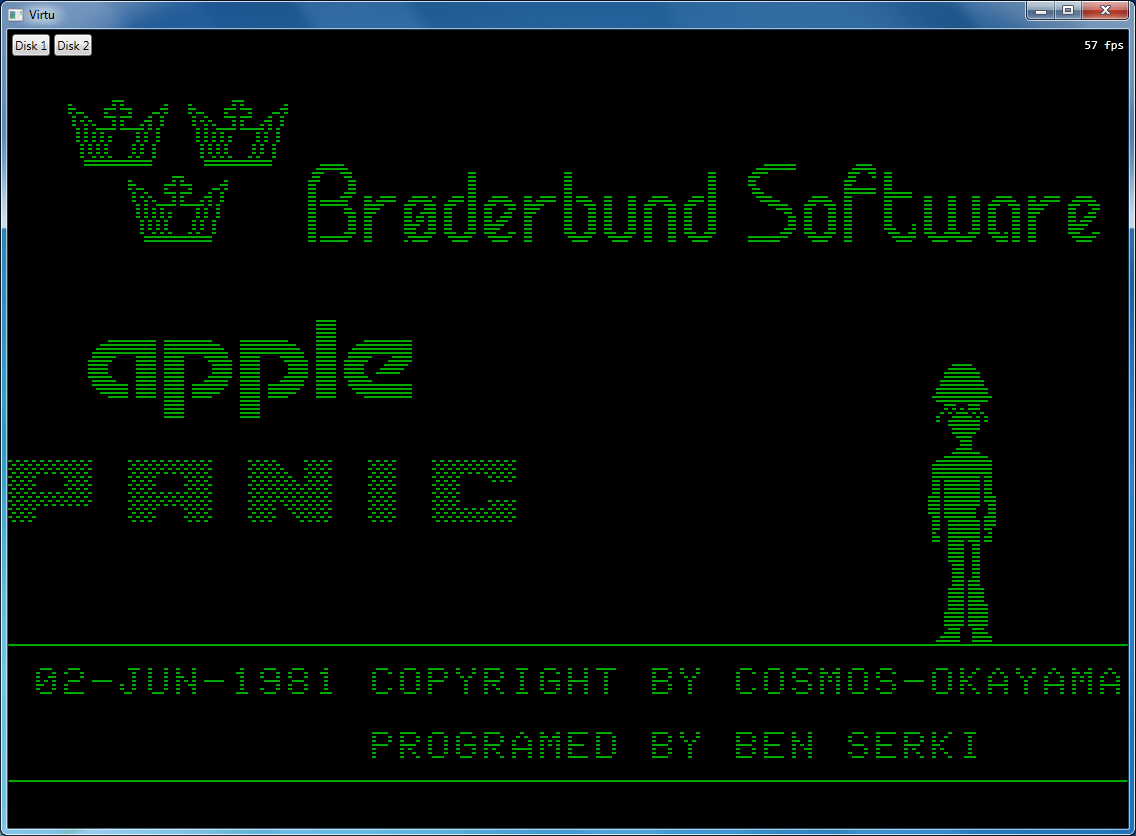 Virtu
Disk 1 Disk 2 57 fps
Brøderbund Software
apple
PANIC
02-JUN-1981 COPYRIGHT BY COSMOS-OKAYAMA
PROGRAMED BY BEN SERKI